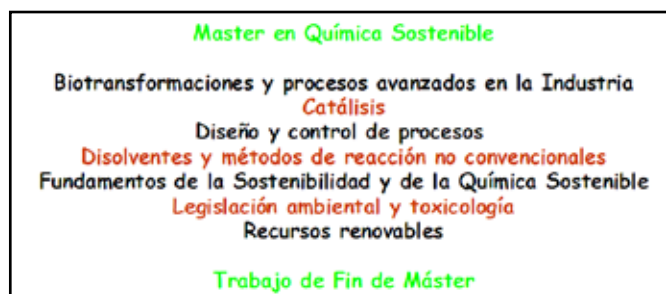 Master en Química Sostenible
Biotransformaciones y procesos avanzados en la Industria
Catálisis
Diseño y control de procesos
Disolventes y métodos de reacción no convencionales
Fundamentos de la Sostenibilidad y de la Química Sostenible
Legislación ambiental y toxicología
Recursos renovables
Trabajo de Fin de Máster